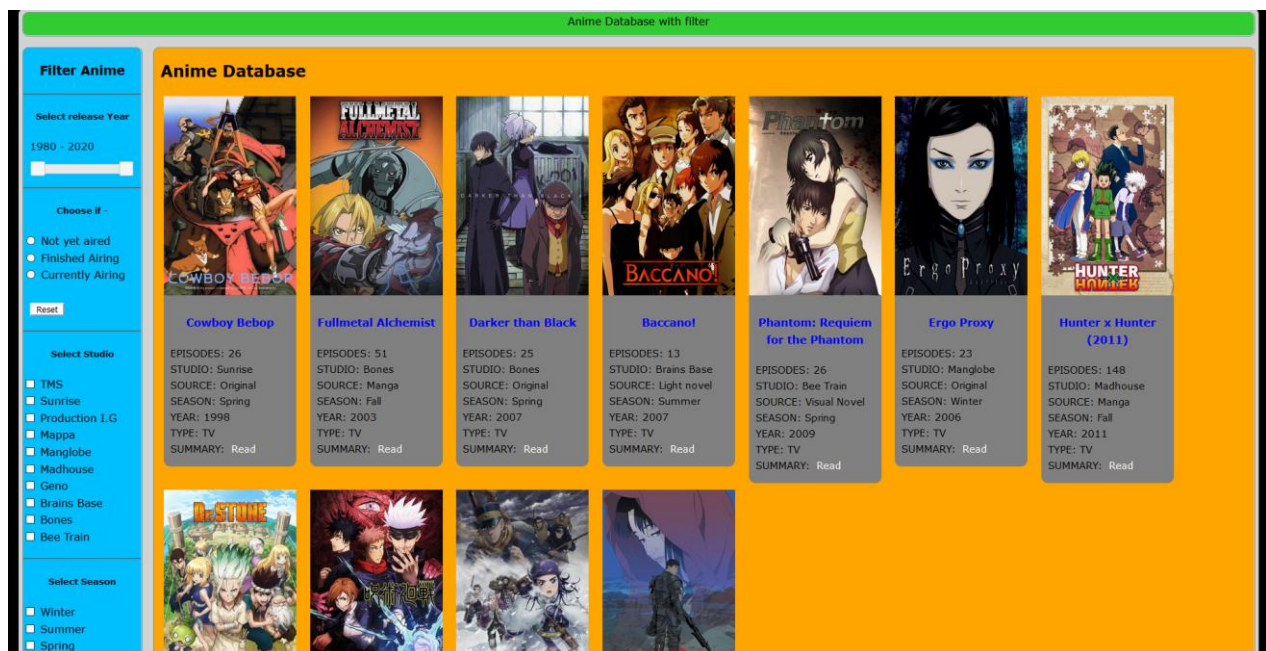 Anime Database with filter
Filter Anime
Select release Year
1980 - 2020
Choose if -
Not yet aired
Finished Airing
Currently Airing
Reset
Select Studio
TMS
Sunrise
Production I.G
Mappa
Manglobe
Madhouse
Geno
Brains Base
Bones
Bee Train
Select Season
Winter
Summer
Spring
Anime Database
COWBOY BEBOP
Cowboy Bebop
EPISODES: 26
STUDIO: Sunrise
SOURCE: Original
SEASON: Spring
YEAR: 1998
TYPE: TV
SUMMARY: Read
FULLMETAL
ALCHEMIST
Fullmetal Alchemist
EPISODES: 51
STUDIO: Bones
SOURCE: Manga
SEASON: Fall
YEAR: 2003
TYPE: TV
SUMMARY: Read
DARKER THAN BLACK
Darker than Black
EPISODES: 25
STUDIO: Bones
SOURCE: Original
SEASON: Spring
YEAR: 2007
TYPE: TV
SUMMARY: Read
BACCANO!
Baccano!
EPISODES: 13
STUDIO: Brains Base
SOURCE: Light novel
SEASON: Summer
YEAR: 2007
TYPE: TV
SUMMARY: Read
Phantom
Phantom: Requiem
for the Phantom
EPISODES: 26
STUDIO: Bee Train
SOURCE: Visual Novel
SEASON: Spring
YEAR: 2009
TYPE: TV
SUMMARY: Read
Ergo Proxy
Ergo Proxy
EPISODES: 23
STUDIO: Manglobe
SOURCE: Original
SEASON: Winter
YEAR: 2006
TYPE: TV
SUMMARY: Read
HUNTER
HUNTER
Hunter x Hunter
(2011)
EPISODES: 148
STUDIO: Madhouse
SOURCE: Manga
SEASON: Fall
YEAR: 2011
TYPE: TV
SUMMARY: Read
Dr.STONE
呪術廻戦